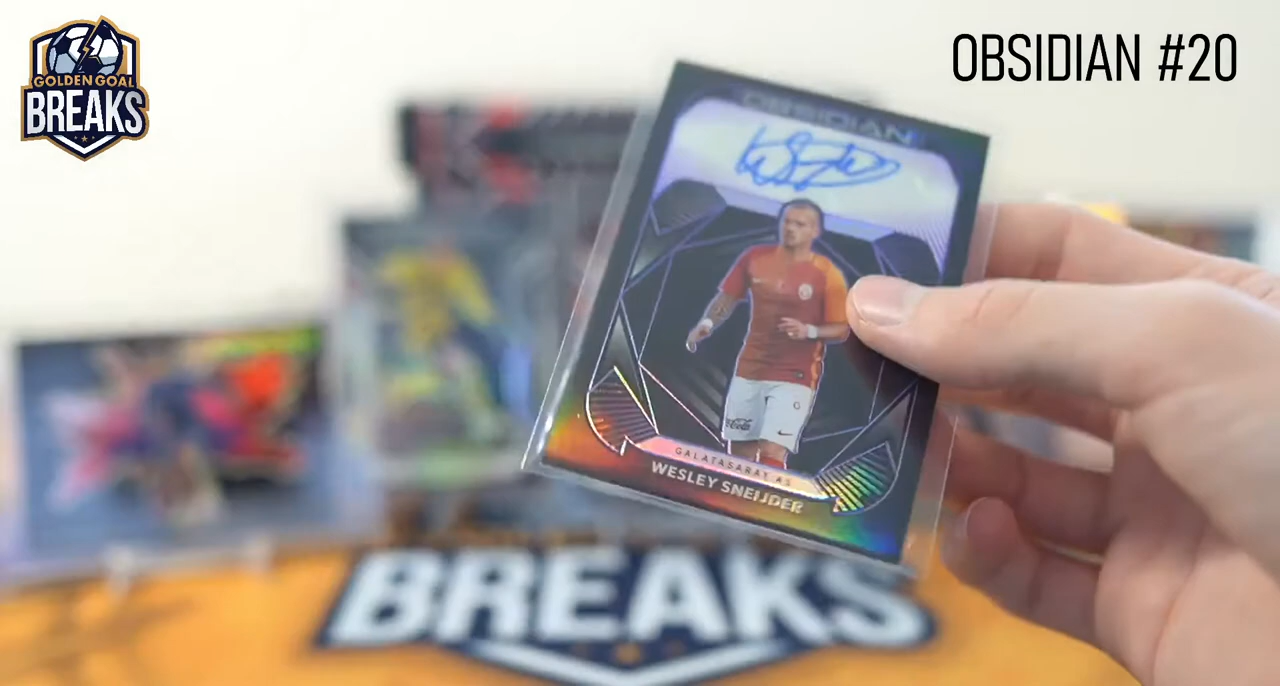 GOLDEN GOAL
BREAKS
OBSIDIAN #20
OBSIDIAN
GALATASARAY AS
WESLEY SNEIJDER
BREAKS